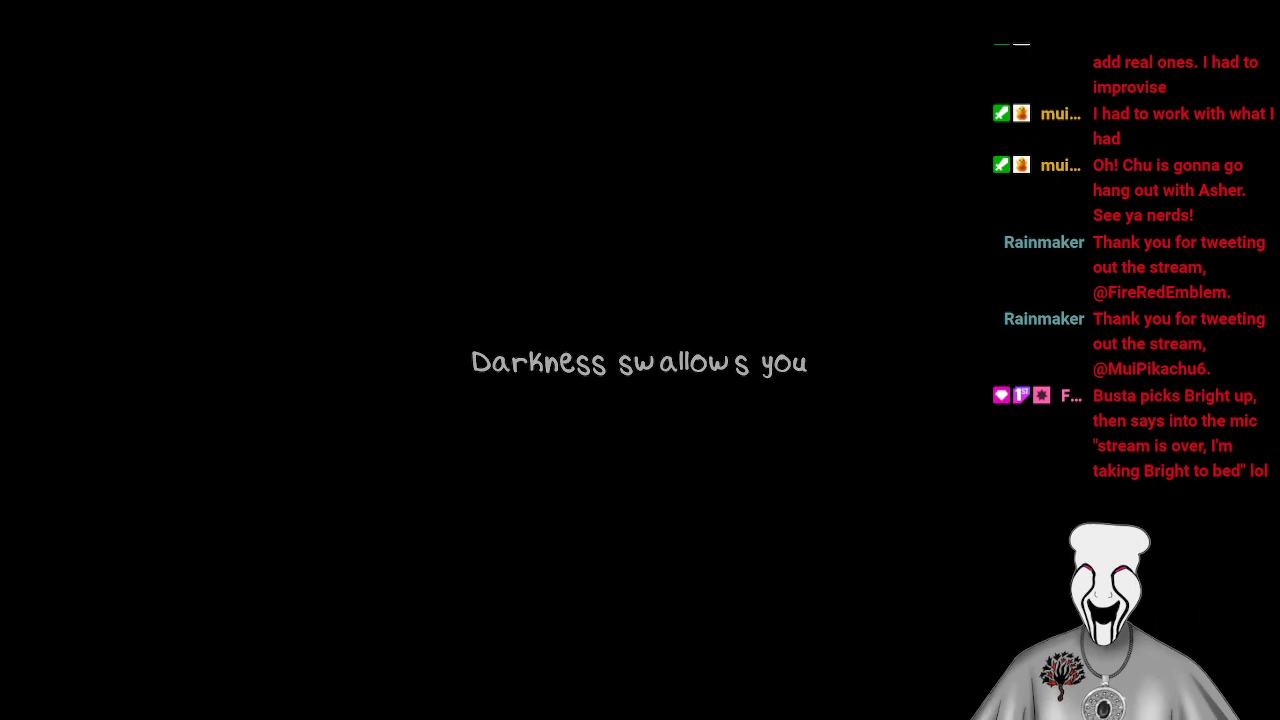 Darkness swallows you
add real ones. I had to
improvise
mui... I had to work with what I
had
mui... Oh! Chu is gonna go
hang out with Asher.
See ya nerds!
Rainmaker Thank you for tweeting
out the stream,
@FireRedEmblem.
Rainmaker Thank you for tweeting
out the stream,
@MuiPikachu6.
1ST F... Busta picks Bright up,
then says into the mic
"stream is over, I'm
taking Bright to bed" lol